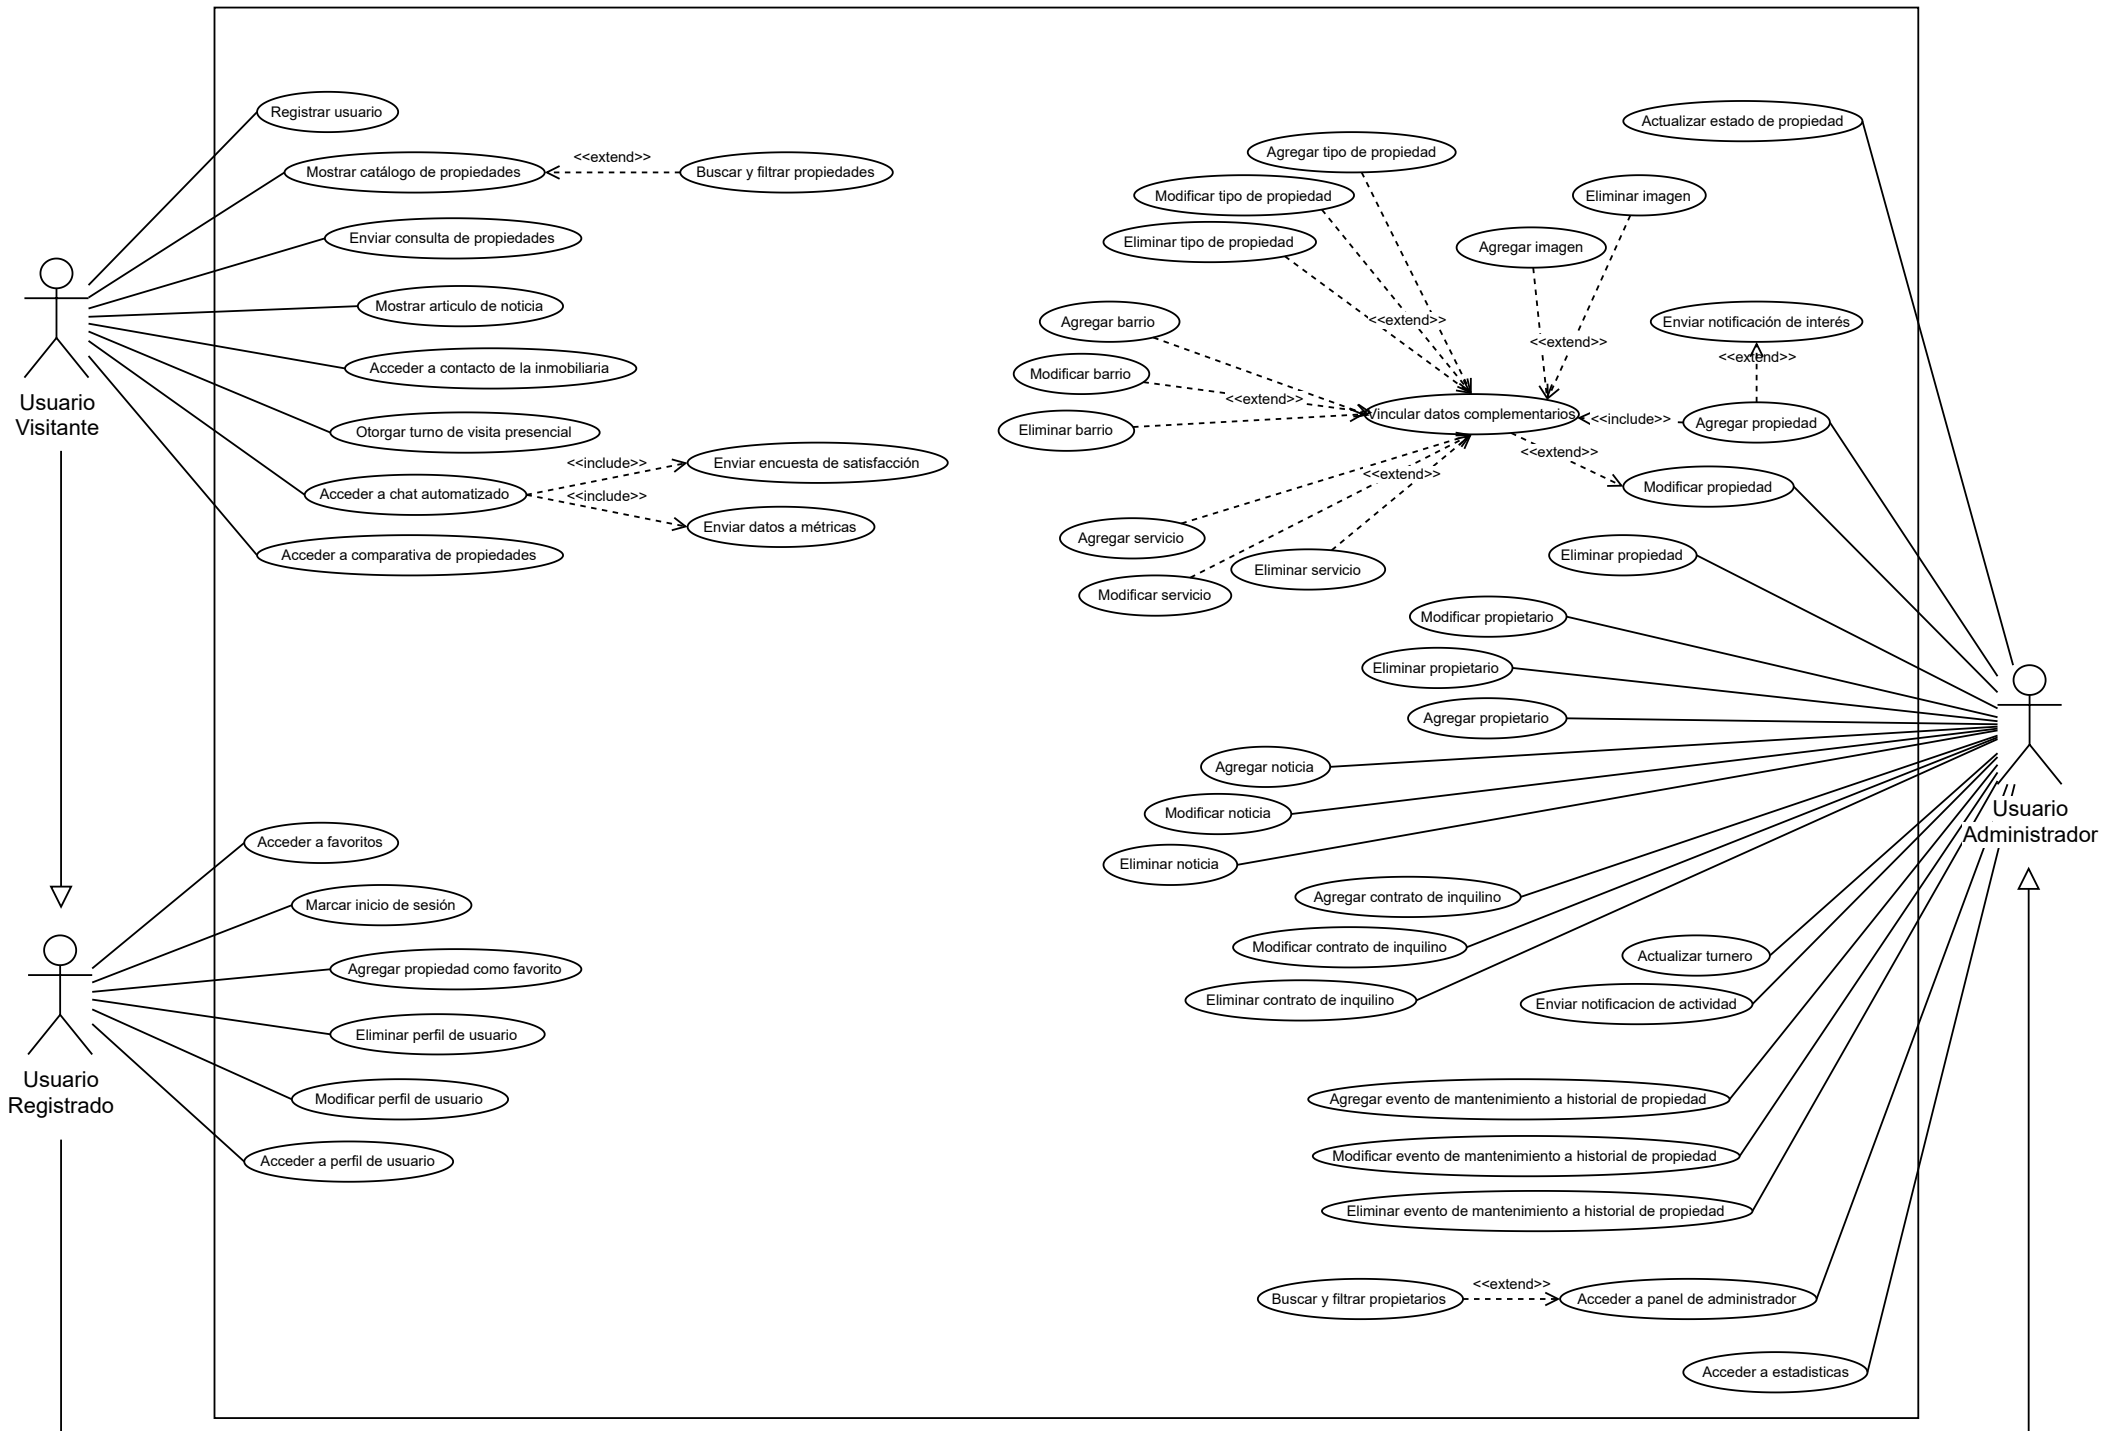 Registrar usuario
Mostrar catálogo de propiedades
<<extend>>
Buscar y filtrar propiedades
Enviar consulta de propiedades
Mostrar articulo de noticia
Acceder a contacto de la inmobiliaria
Otorgar turno de visita presencial
Acceder a chat automatizado
<<include>>
Enviar encuesta de satisfacción
<<include>>
Enviar datos a métricas
Acceder a comparativa de propiedades
Usuario
Visitante
Acceder a favoritos
Marcar inicio de sesión
Agregar propiedad como favorito
Eliminar perfil de usuario
Modificar perfil de usuario
Acceder a perfil de usuario
Usuario
Registrado
Actualizar estado de propiedad
Agregar tipo de propiedad
Modificar tipo de propiedad
Eliminar tipo de propiedad
<<extend>>
Eliminar imagen
Agregar imagen
<<extend>>
Agregar barrio
Modificar barrio
Eliminar barrio
<<extend>>
Enviar notificación de interés
<<extend>>
Vincular datos complementarios
<<include>>
Agregar propiedad
<<extend>>
Modificar propiedad
<<extend>>
Agregar servicio
Eliminar servicio
Modificar servicio
Eliminar propiedad
Modificar propietario
Eliminar propietario
Agregar propietario
Agregar noticia
Modificar noticia
Eliminar noticia
Usuario
Administrador
Agregar contrato de inquilino
Modificar contrato de inquilino
Eliminar contrato de inquilino
Actualizar turnero
Enviar notificacion de actividad
Agregar evento de mantenimiento a historial de propiedad
Modificar evento de mantenimiento a historial de propiedad
Eliminar evento de mantenimiento a historial de propiedad
Buscar y filtrar propietarios
<<extend>>
Acceder a panel de administrador
Acceder a estadisticas